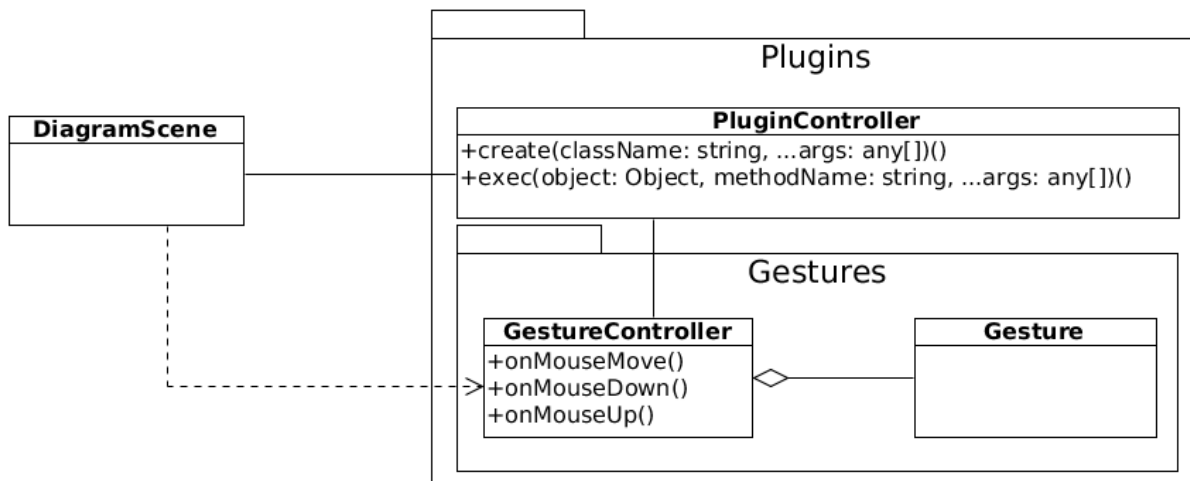 Plugins
DiagramScene
PluginController
+create(className: string, ...args: any[])()
+exec(object: Object, methodName: string, ...args: any[])()
Gestures
GestureController
+onMouseMove()
+onMouseDown()
+onMouseUp()
Gesture